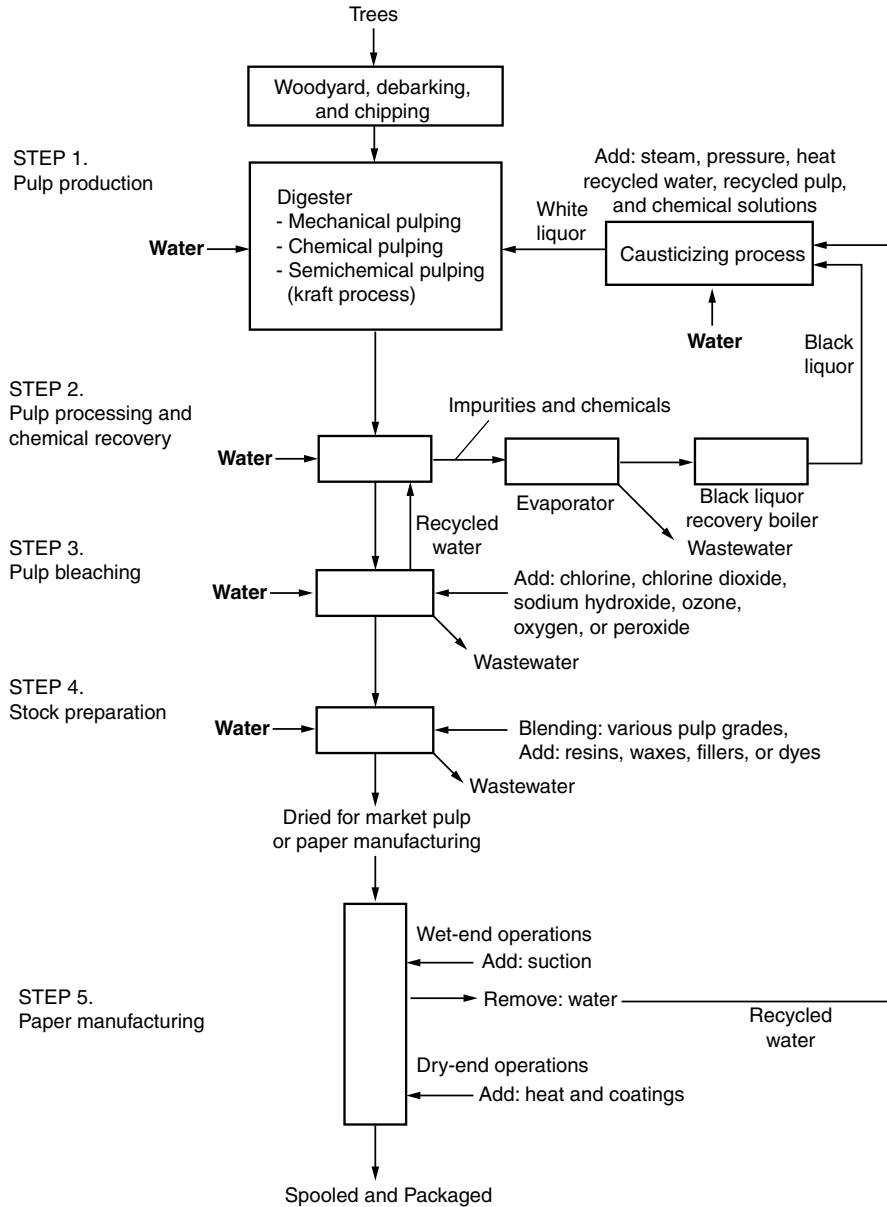 Trees
Woodyard, debarking,
and chipping
STEP 1.
Pulp production
Digester
- Mechanical pulping
- Chemical pulping
- Semichemical pulping
(kraft process)
Water
White
liquor
Add: steam, pressure, heat
recycled water, recycled pulp,
and chemical solutions
Causticizing process
Water
Black
liquor
STEP 2.
Pulp processing and
chemical recovery
Water
Impurities and chemicals
Evaporator
Black liquor
recovery boiler
Wastewater
Recycled
water
STEP 3.
Pulp bleaching
Water
Add: chlorine, chlorine dioxide,
sodium hydroxide, ozone,
oxygen, or peroxide
Wastewater
STEP 4.
Stock preparation
Water
Blending: various pulp grades,
Add: resins, waxes, fillers, or dyes
Wastewater
Dried for market pulp
or paper manufacturing
STEP 5.
Paper manufacturing
Wet-end operations
Add: suction
Remove: water
Recycled
water
Dry-end operations
Add: heat and coatings
Spooled and Packaged